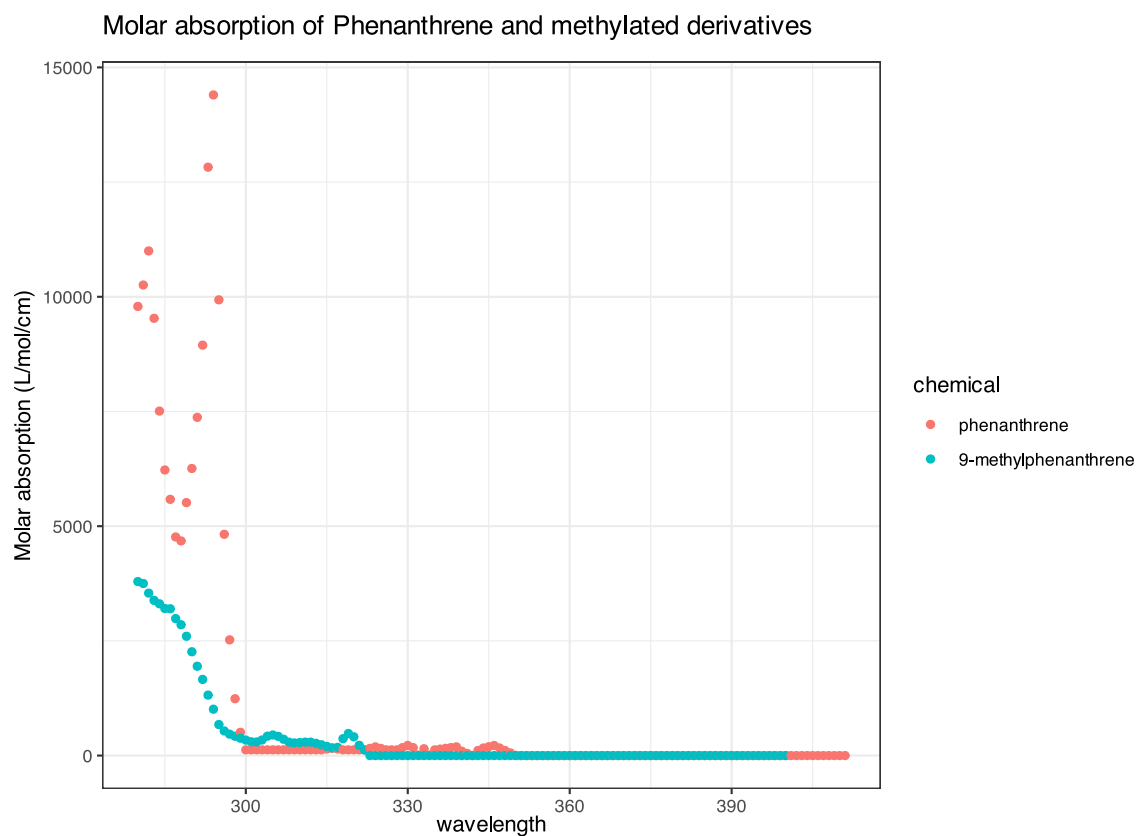 Molar absorption of Phenanthrene and methylated derivatives
15000
10000
5000
0
Molar absorption (L/mol/cm)
300
330
360
390
wavelength
chemical
phenanthrene
9-methylphenanthrene